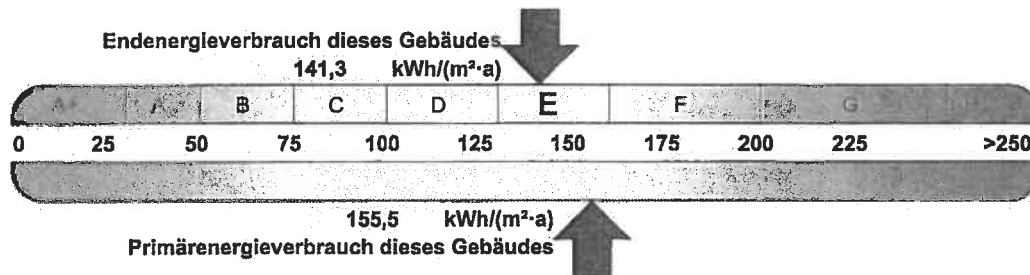 Endenergieverbrauch dieses Gebäudes
141,3 kWh/(m²·a)
A+ A B C D E F G H
0 25 50 75 100 125 150 175 200 225 >250
155,5 kWh/(m²·a)
Primärenergieverbrauch dieses Gebäudes